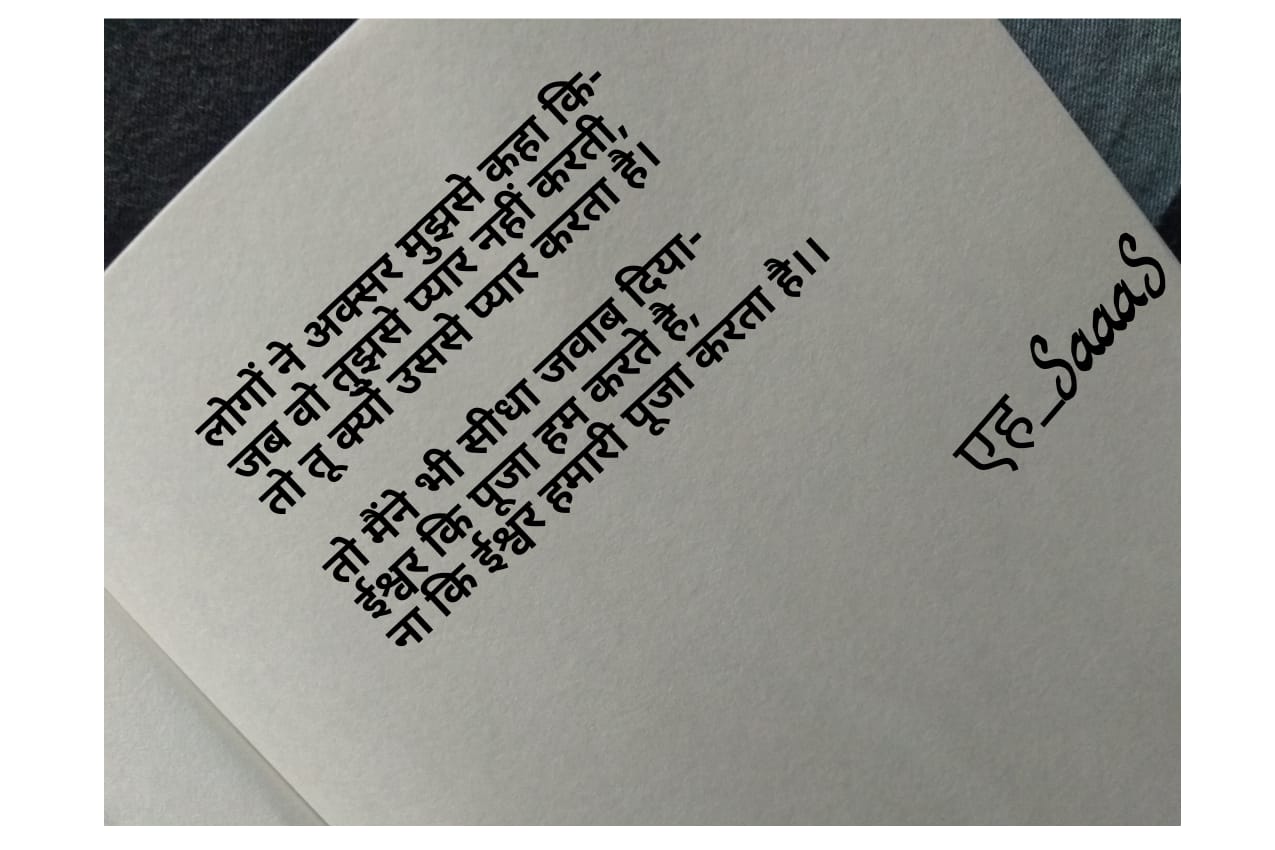 लोगों ने अक्सर मुझसे कहा कि-
जब वो तुझसे प्यार नहीं करती,
तो तू क्यों उससे प्यार करता है।
तो मैंने भी सीधा जवाब दिया-
ईश्वर कि पूजा हम करते है,
ना कि ईश्वर हमारी पूजा करता है।।
एह_SaaaS